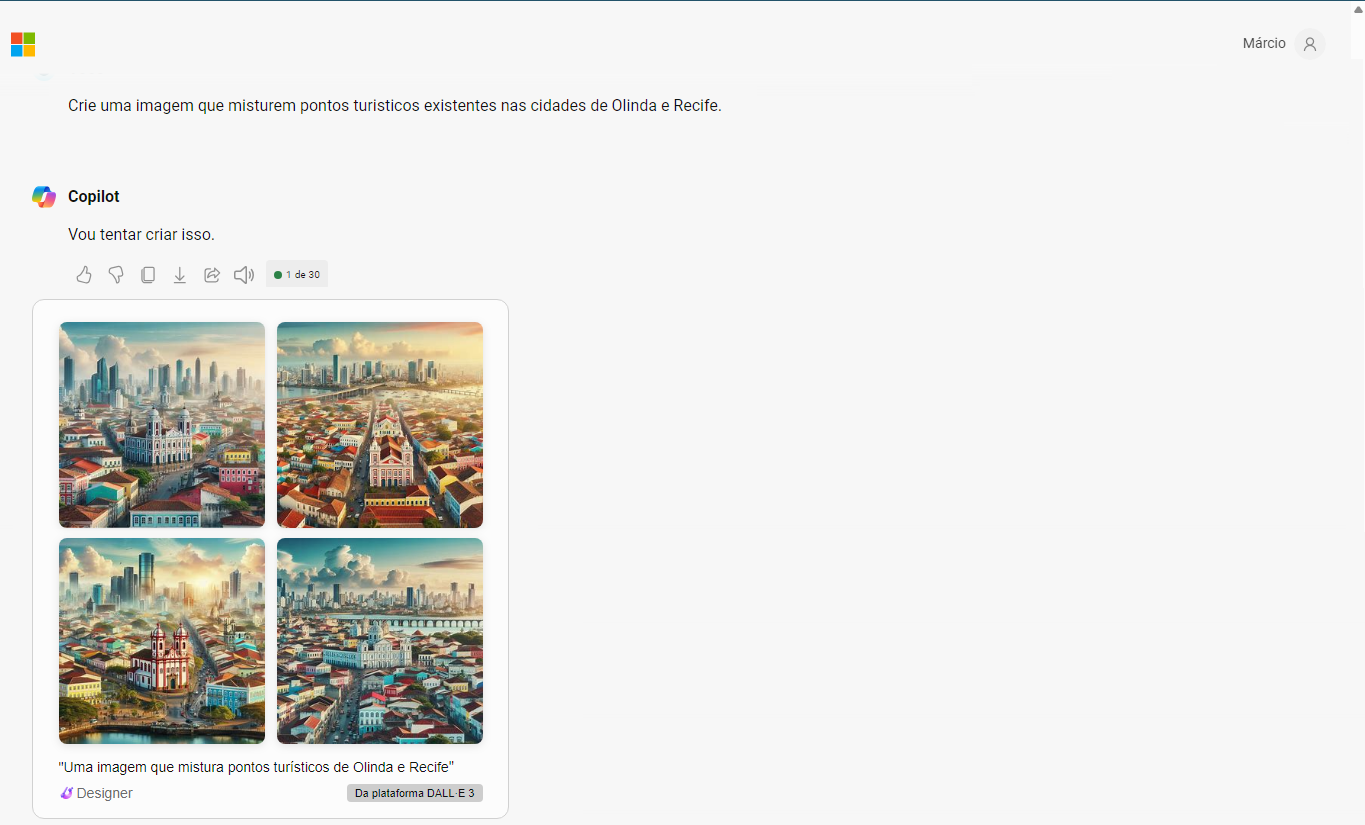 Márcio
Crie uma imagem que misturem pontos turisticos existentes nas cidades de Olinda e Recife.
Copilot
Vou tentar criar isso.
1 de 30
"Uma imagem que mistura pontos turísticos de Olinda e Recife"
Designer
Da plataforma DALL·E 3